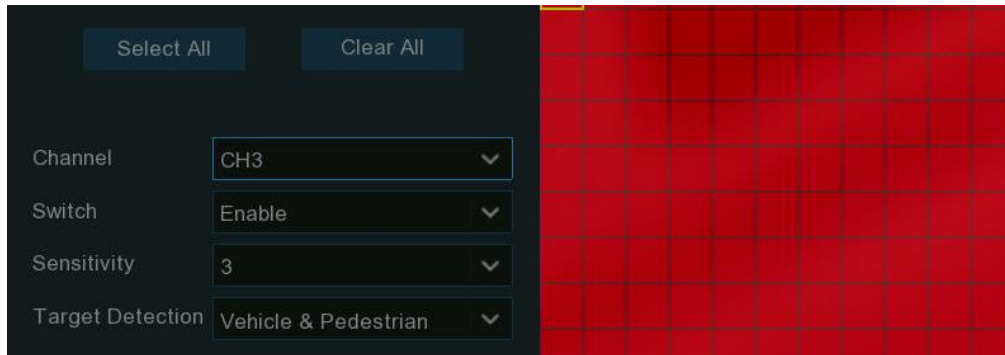 Select All Clear All
Channel CH3
Switch Enable
Sensitivity 3
Target Detection Vehicle & Pedestrian